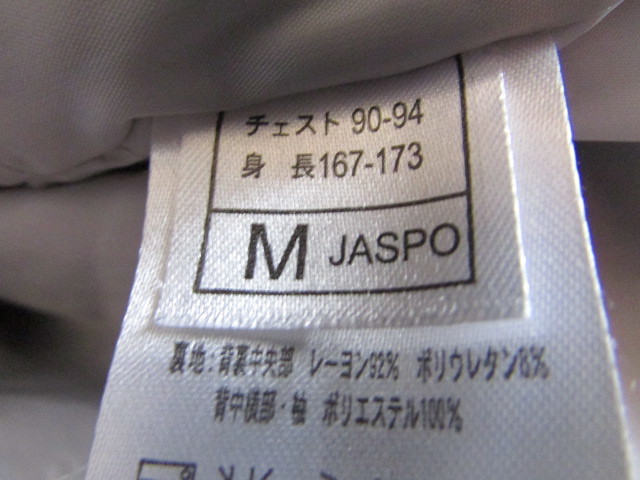 チェスト 90-94
身 長167-173
M JASPO
裏地:背裏中央部 レーヨン92% ポリウレタン8%
背中横部・袖 ポリエステル100%